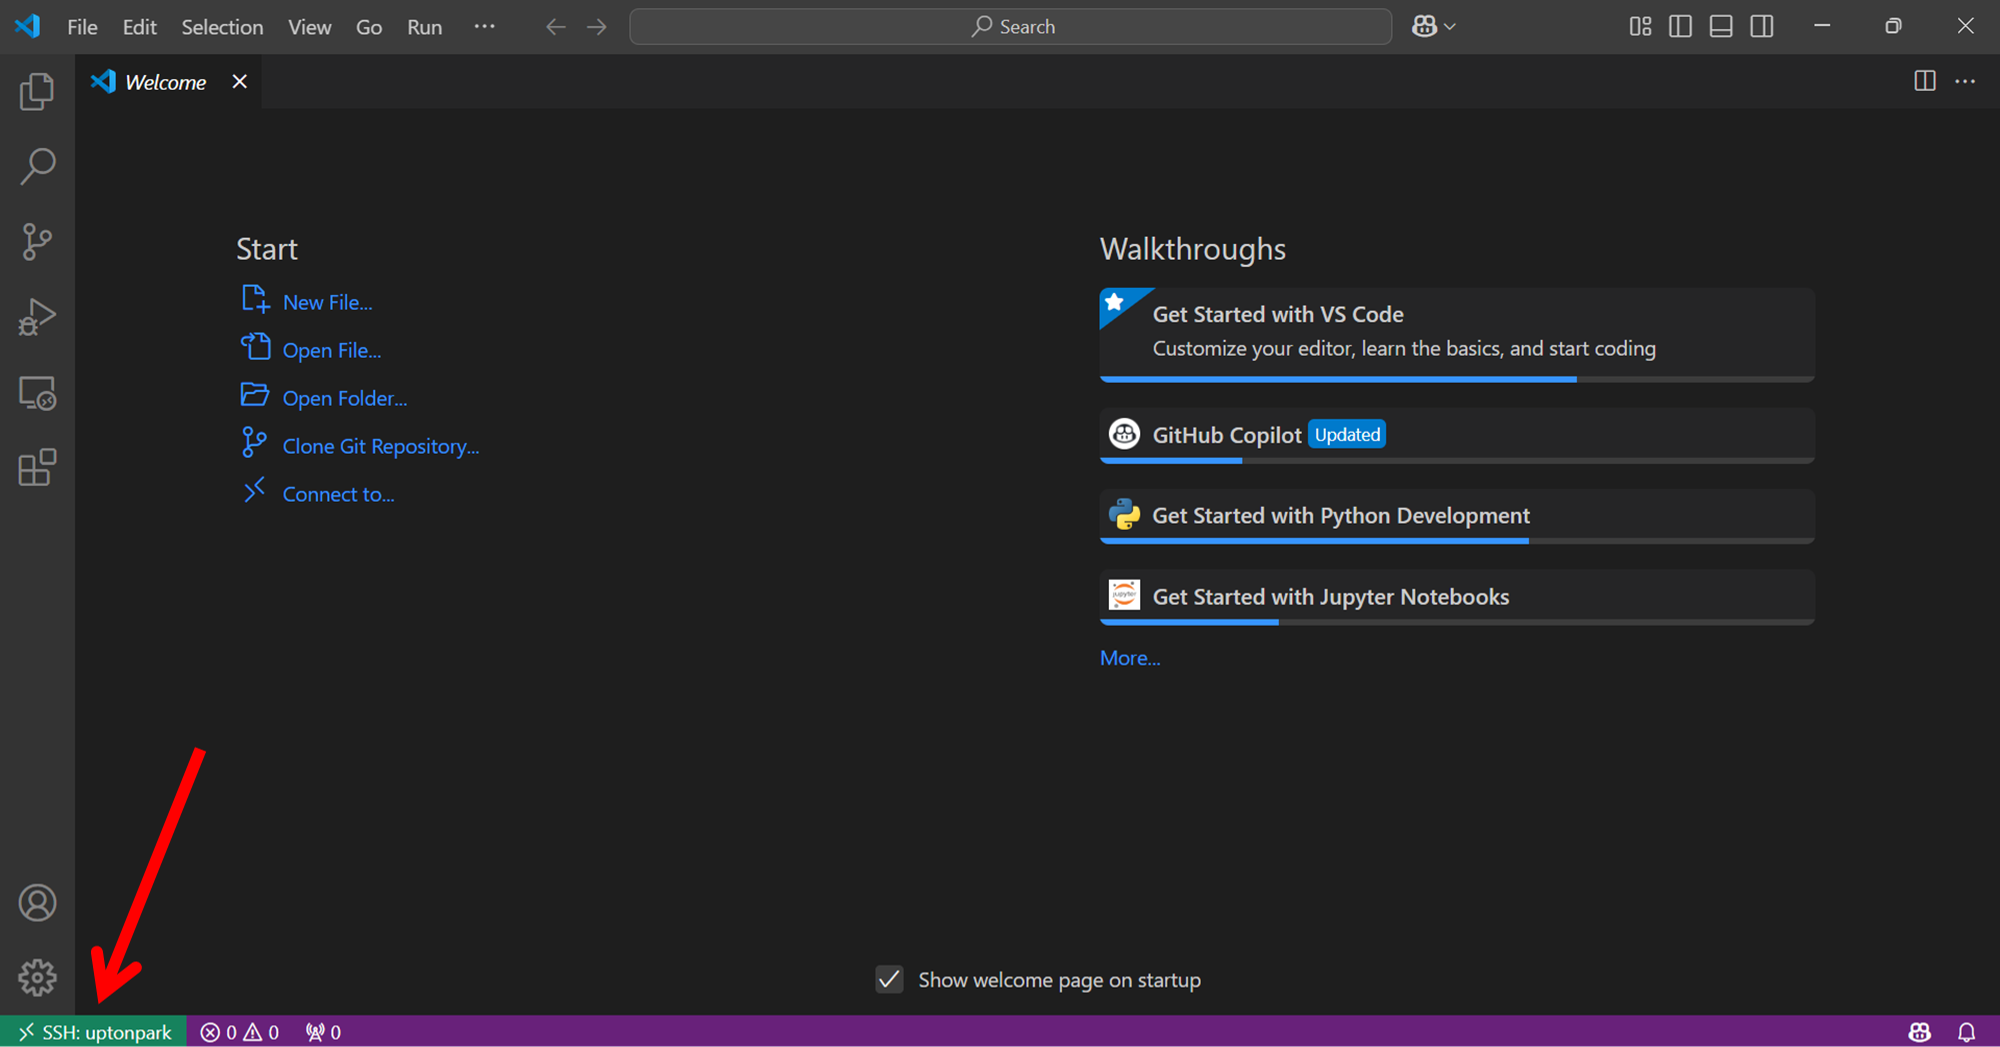 File Edit Selection View Go Run ···
Search
Welcome
Start
New File...
Open File...
Open Folder...
Clone Git Repository...
Connect to...
Walkthroughs
Get Started with VS Code
Customize your editor, learn the basics, and start coding
GitHub Copilot Updated
Get Started with Python Development
jupyter
Get Started with Jupyter Notebooks
More...
Show welcome page on startup
SSH: uptonpark 0 0 0